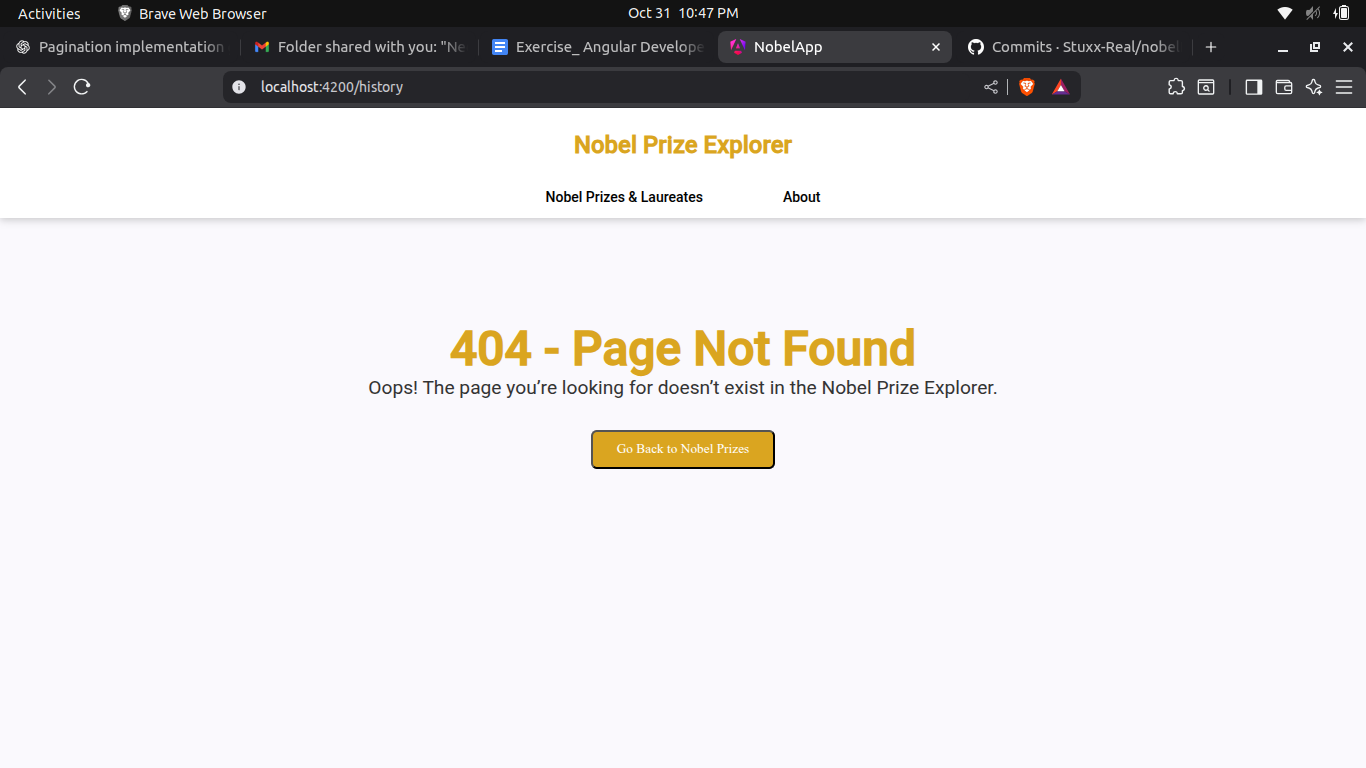 Activities Brave Web Browser Oct 31 10:47 PM
Pagination implementation Folder shared with you: "Ne Exercise_ Angular Develope NobelApp Commits · Stuxx-Real/nobel
localhost:4200/history
Nobel Prize Explorer
Nobel Prizes & Laureates About
404 - Page Not Found
Oops! The page you’re looking for doesn’t exist in the Nobel Prize Explorer.
Go Back to Nobel Prizes